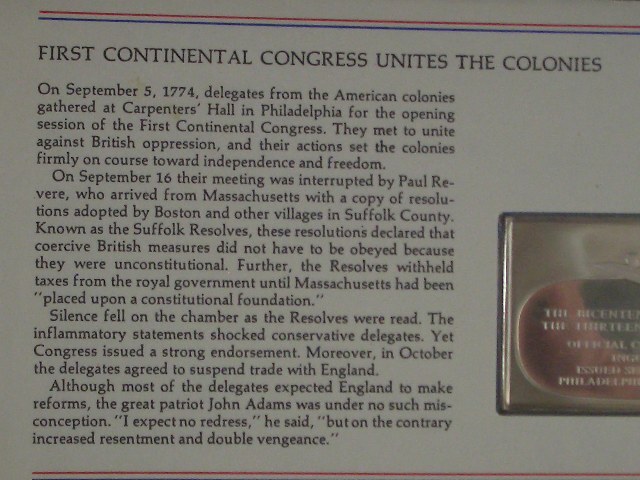 FIRST CONTINENTAL CONGRESS UNITES THE COLONIES
On September 5, 1774, delegates from the American colonies
gathered at Carpenters' Hall in Philadelphia for the opening
session of the First Continental Congress. They met to unite
against British oppression, and their actions set the colonies
firmly on course toward independence and freedom.
On September 16 their meeting was interrupted by Paul Re-
vere, who arrived from Massachusetts with a copy of resolu-
tions adopted by Boston and other villages in Suffolk County.
Known as the Suffolk Resolves, these resolutions declared that
coercive British measures did not have to be obeyed because
they were unconstitutional. Further, the Resolves withheld
taxes from the royal government until Massachusetts had been
"placed upon a constitutional foundation."
Silence fell on the chamber as the Resolves were read. The
inflammatory statements shocked conservative delegates. Yet
Congress issued a strong endorsement. Moreover, in October
the delegates agreed to suspend trade with England.
Although most of the delegates expected England to make
reforms, the great patriot John Adams was under no such mis-
conception. "I expect no redress," he said, "but on the contrary
increased resentment and double vengeance."
THE BICENTEN
THE THIRTEEN
OFFICIAL C
ISSUED SE
PHILADELPHI